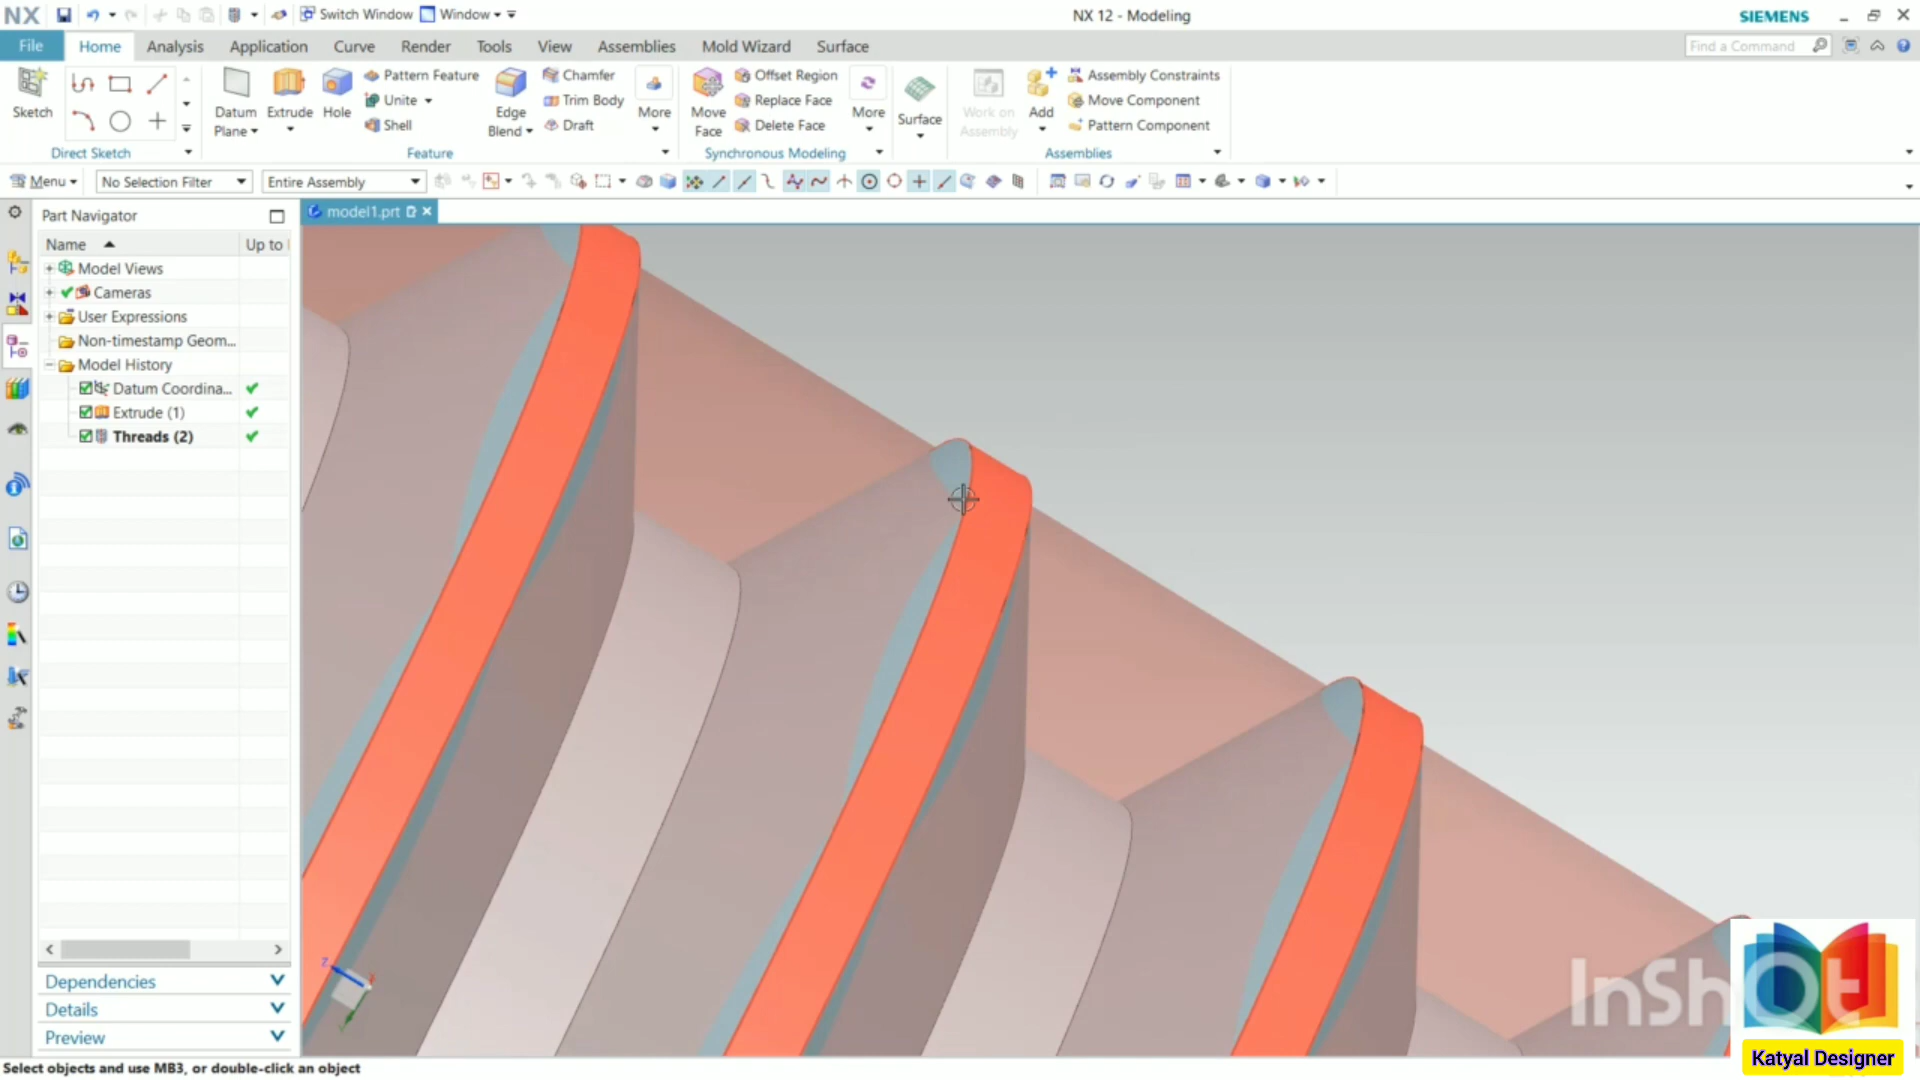 NX
Switch Window
Window
NX 12 - Modeling
SIEMENS
File
Home
Analysis
Application
Curve
Render
Tools
View
Assemblies
Mold Wizard
Surface
Find a Command
Sketch
Datum
Plane
Extrude
Hole
Pattern Feature
Unite
Shell
Edge
Blend
Chamfer
Trim Body
Draft
More
Move
Face
Offset Region
Replace Face
Delete Face
More
Surface
Work on
Assembly
Add
Assembly Constraints
Move Component
Pattern Component
Direct Sketch
Feature
Synchronous Modeling
Assemblies
Menu
No Selection Filter
Entire Assembly
Part Navigator
model1.prt
Name
Up to
Model Views
Cameras
User Expressions
Non-timestamp Geom...
Model History
Datum Coordina...
Extrude (1)
Threads (2)
Dependencies
Details
Preview
Z
X
Y
InShOt
Katyal Designer
Select objects and use MB3, or double-click an object